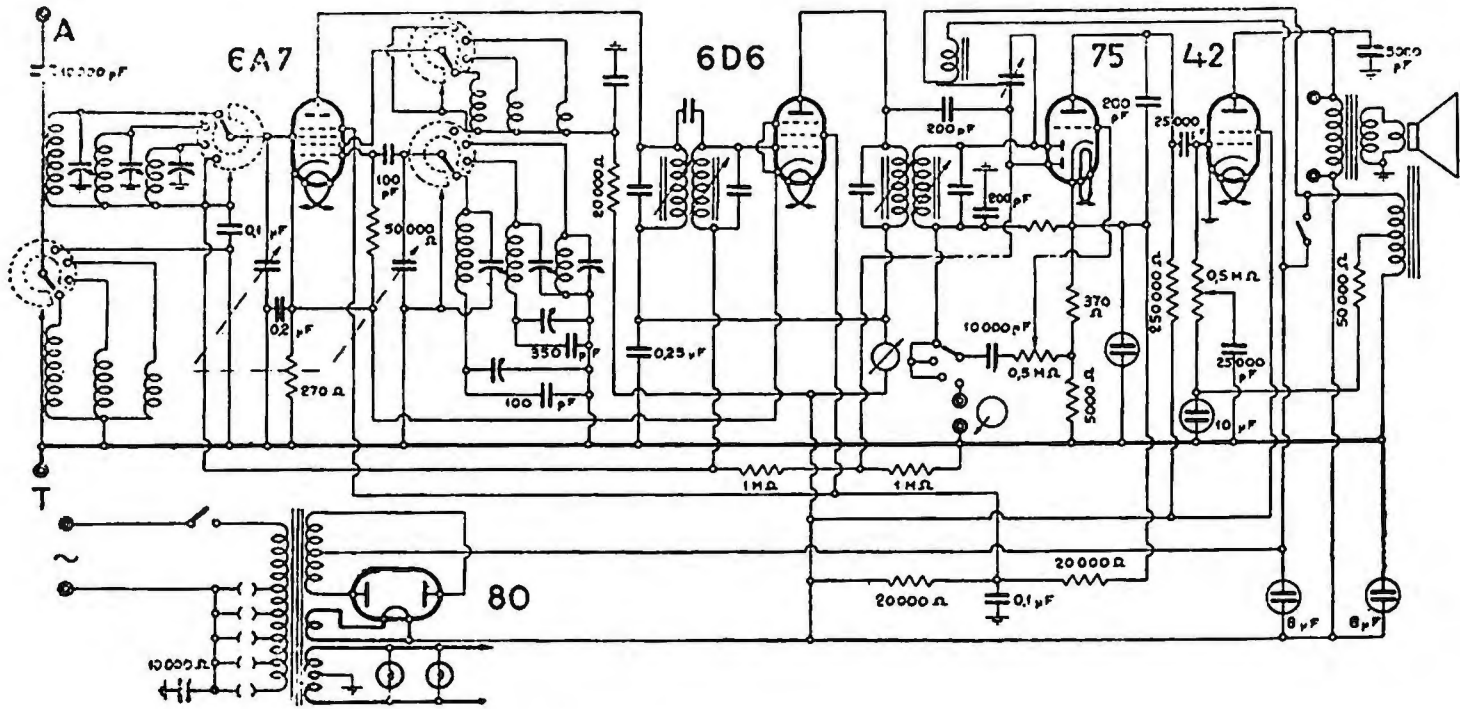 A
10000 pF
6A7
6D6
75
42
5000
pF
200
pF
25000
200 pF
100
pF
50000
Ω
20000 Ω
0,1 µF
0,2 µF
200 pF
250000 Ω
0,5 MΩ
50000 Ω
370
Ω
10000 pF
0,5 MΩ
0,25 µF
350 pF
270 Ω
100 pF
5000 Ω
25000
pF
10 µF
T
1 MΩ
1 MΩ
~
80
20000 Ω
20000 Ω
0,1 µF
8 µF
8 µF
10000 Ω